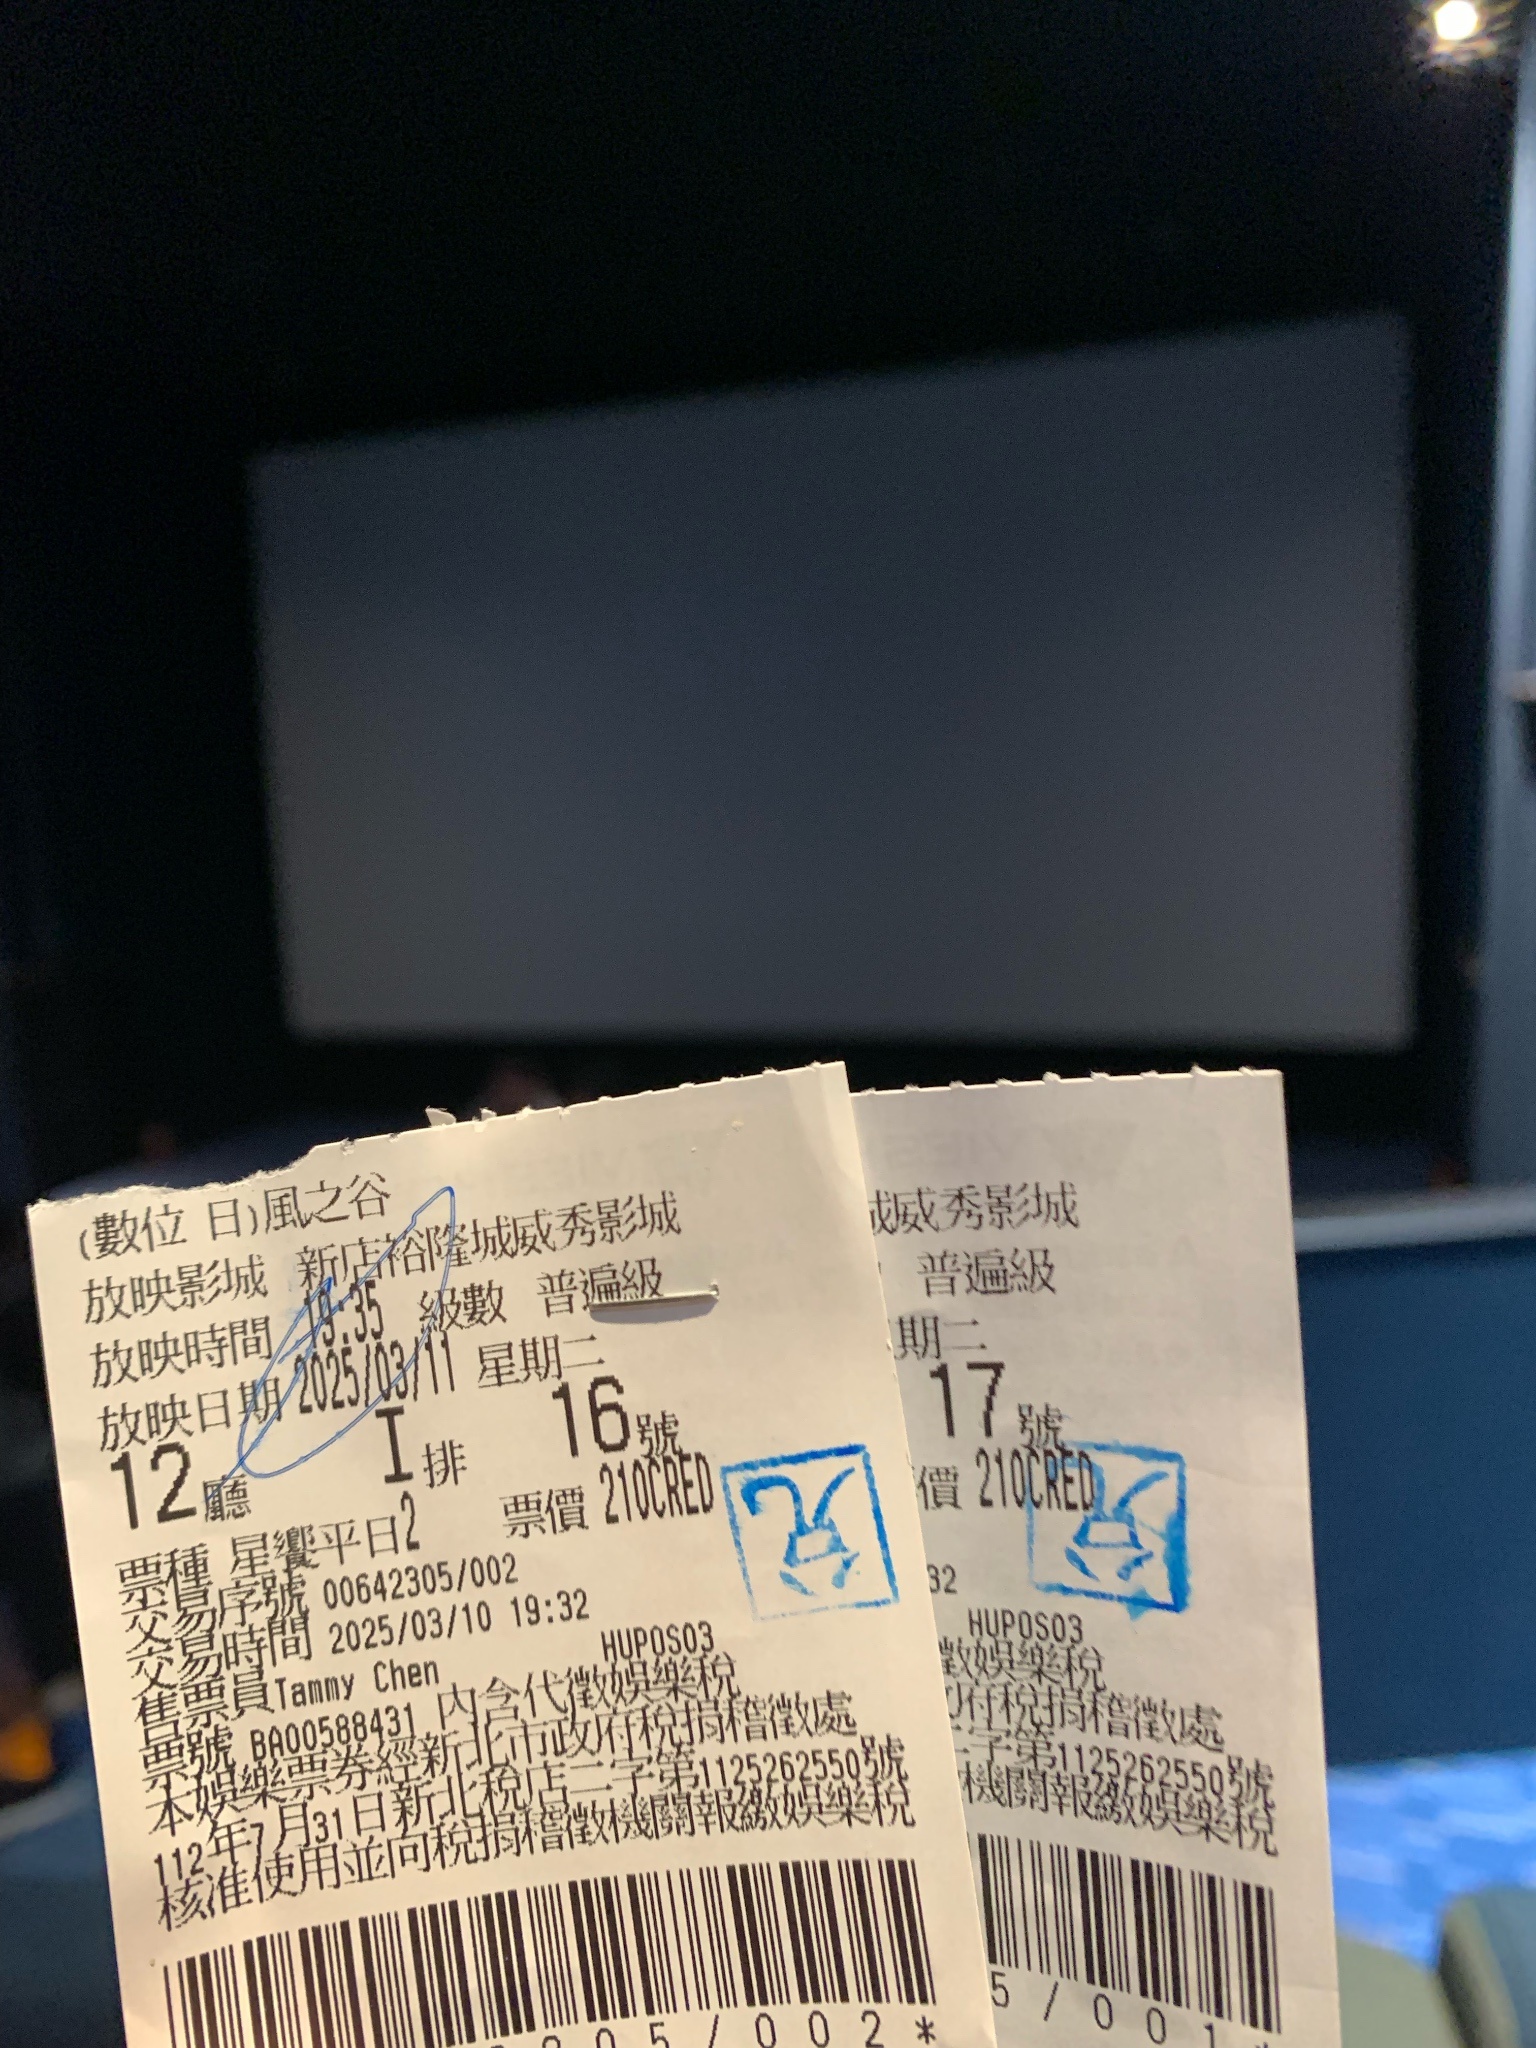 (數位 日)風之谷
放映影城 新店裕隆城威秀影城
放映時間 19:35 級數 普遍級
放映日期 2025/03/11 星期二
12廳 I排 16號
票種 星饗平日2 票價 210CRED
交易序號 00642305/002
交易時間 2025/03/10 19:32
售票員Tammy Chen HUPOS03
票號 BA00588431 內含代徵娛樂稅
本娛樂票券經新北市政府稅捐稽徵處
112年7月31日新北稅店二字第1125262550號
核准使用並向稅捐稽徵機關報繳娛樂稅
305/002*
城威秀影城
普遍級
期二
17號
價 210CRED
32
HUPOS03
徵娛樂稅
府稅捐稽徵處
二字第1125262550號
機關報繳娛樂稅
5/001*